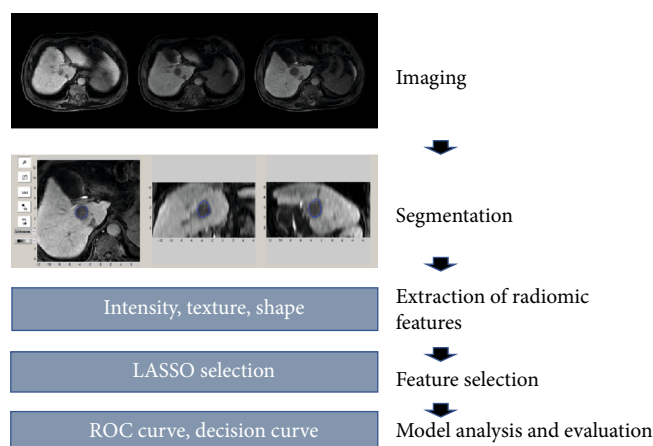 Imaging
Segmentation
Intensity, texture, shape
Extraction of radiomic
features
LASSO selection
Feature selection
ROC curve, decision curve
Model analysis and evaluation